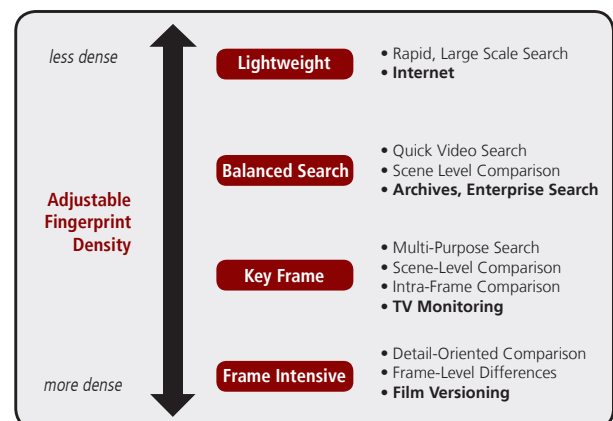 less dense
Lightweight
• Rapid, Large Scale Search
• Internet
Balanced Search
• Quick Video Search
• Scene Level Comparison
• Archives, Enterprise Search
Adjustable
Fingerprint
Density
Key Frame
• Multi-Purpose Search
• Scene-Level Comparison
• Intra-Frame Comparison
• TV Monitoring
more dense
Frame Intensive
• Detail-Oriented Comparison
• Frame-Level Differences
• Film Versioning